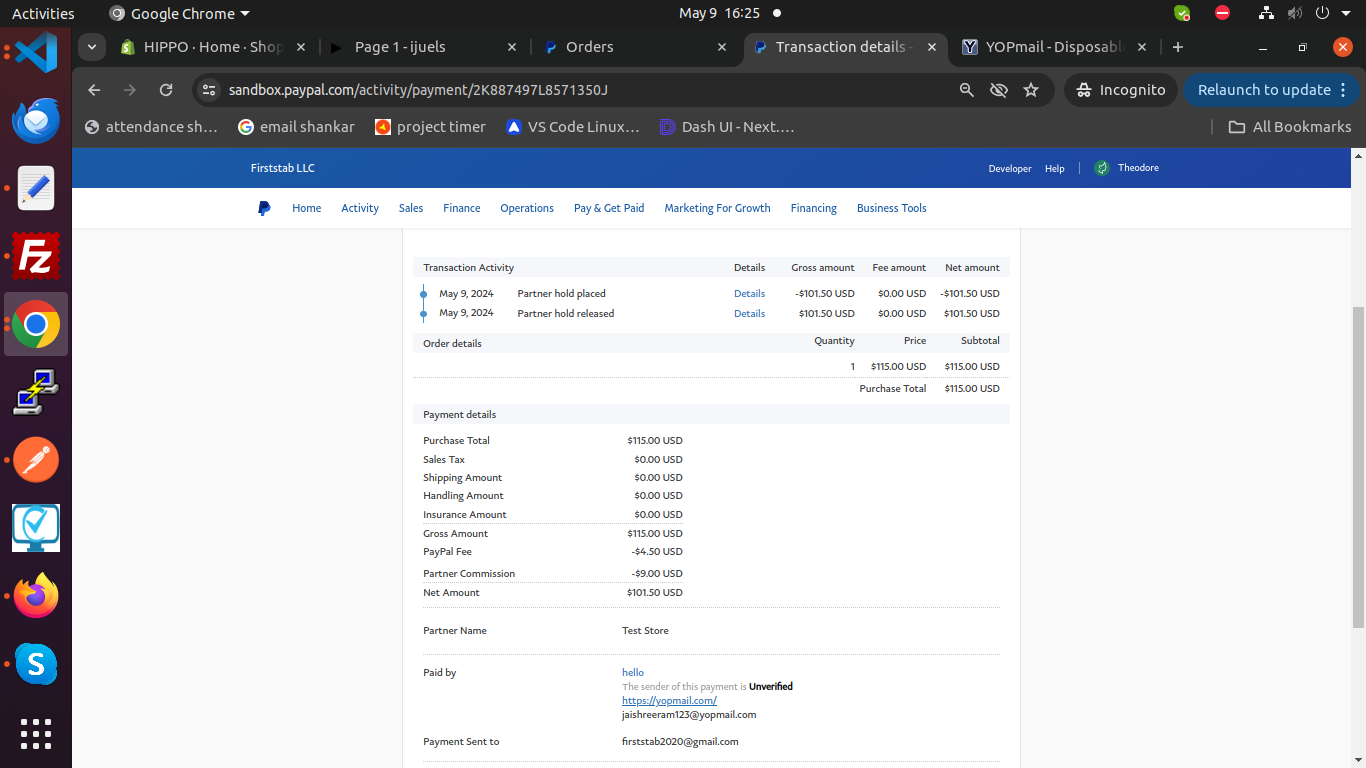 Activities Google Chrome May 9 16:25
HIPPO · Home · Shop Page 1 - ijuels Orders Transaction details - YOPmail - Disposable
sandbox.paypal.com/activity/payment/2K887497L8571350J Incognito Relaunch to update
attendance sh... email shankar project timer VS Code Linux... Dash UI - Next.... All Bookmarks
Firststab LLC Developer Help Theodore
Home Activity Sales Finance Operations Pay & Get Paid Marketing For Growth Financing Business Tools
Transaction Activity Details Gross amount Fee amount Net amount
May 9, 2024 Partner hold placed Details -$101.50 USD $0.00 USD -$101.50 USD
May 9, 2024 Partner hold released Details $101.50 USD $0.00 USD $101.50 USD
Order details Quantity Price Subtotal
1 $115.00 USD $115.00 USD
Purchase Total $115.00 USD
Payment details
Purchase Total $115.00 USD
Sales Tax $0.00 USD
Shipping Amount $0.00 USD
Handling Amount $0.00 USD
Insurance Amount $0.00 USD
Gross Amount $115.00 USD
PayPal Fee -$4.50 USD
Partner Commission -$9.00 USD
Net Amount $101.50 USD
Partner Name Test Store
Paid by hello
The sender of this payment is Unverified
https://yopmail.com/
jaishreeram123@yopmail.com
Payment Sent to firststab2020@gmail.com